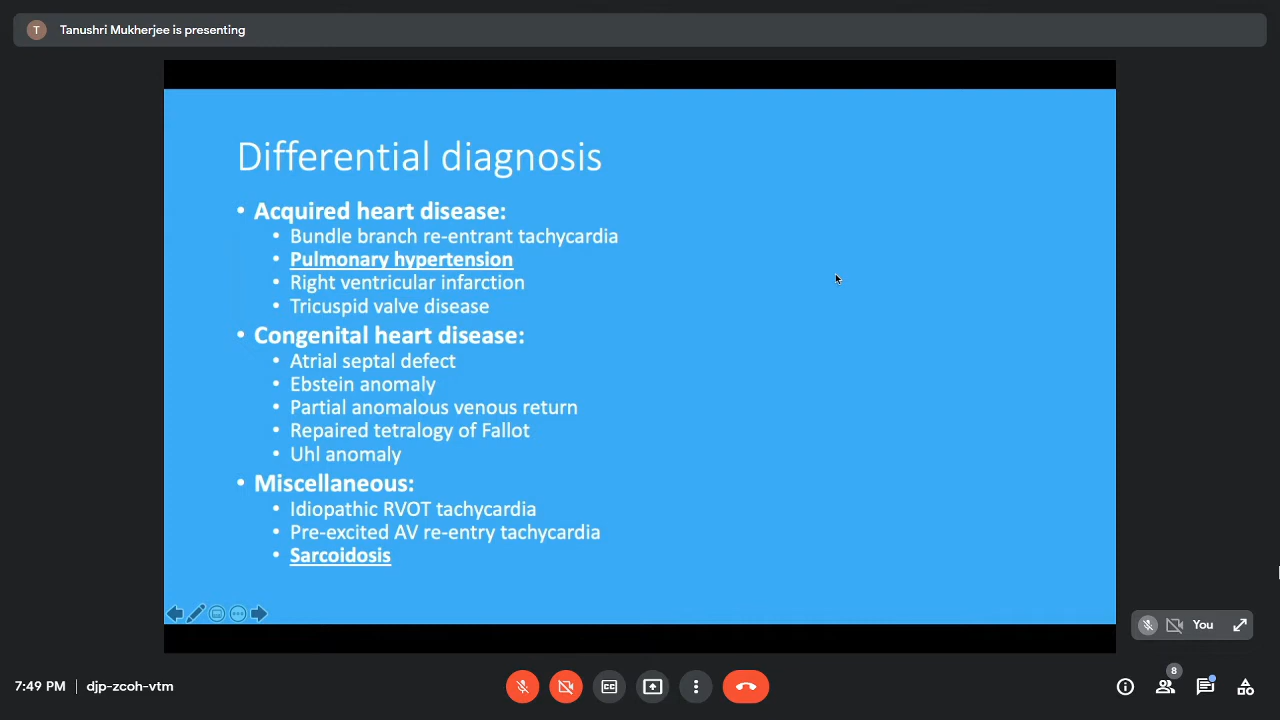 T
Tanushri Mukherjee is presenting
Differential diagnosis
• Acquired heart disease:
• Bundle branch re-entrant tachycardia
• Pulmonary hypertension
• Right ventricular infarction
• Tricuspid valve disease
• Congenital heart disease:
• Atrial septal defect
• Ebstein anomaly
• Partial anomalous venous return
• Repaired tetralogy of Fallot
• Uhl anomaly
• Miscellaneous:
• Idiopathic RVOT tachycardia
• Pre-excited AV re-entry tachycardia
• Sarcoidosis
You
7:49 PM | djp-zcoh-vtm
CC
8